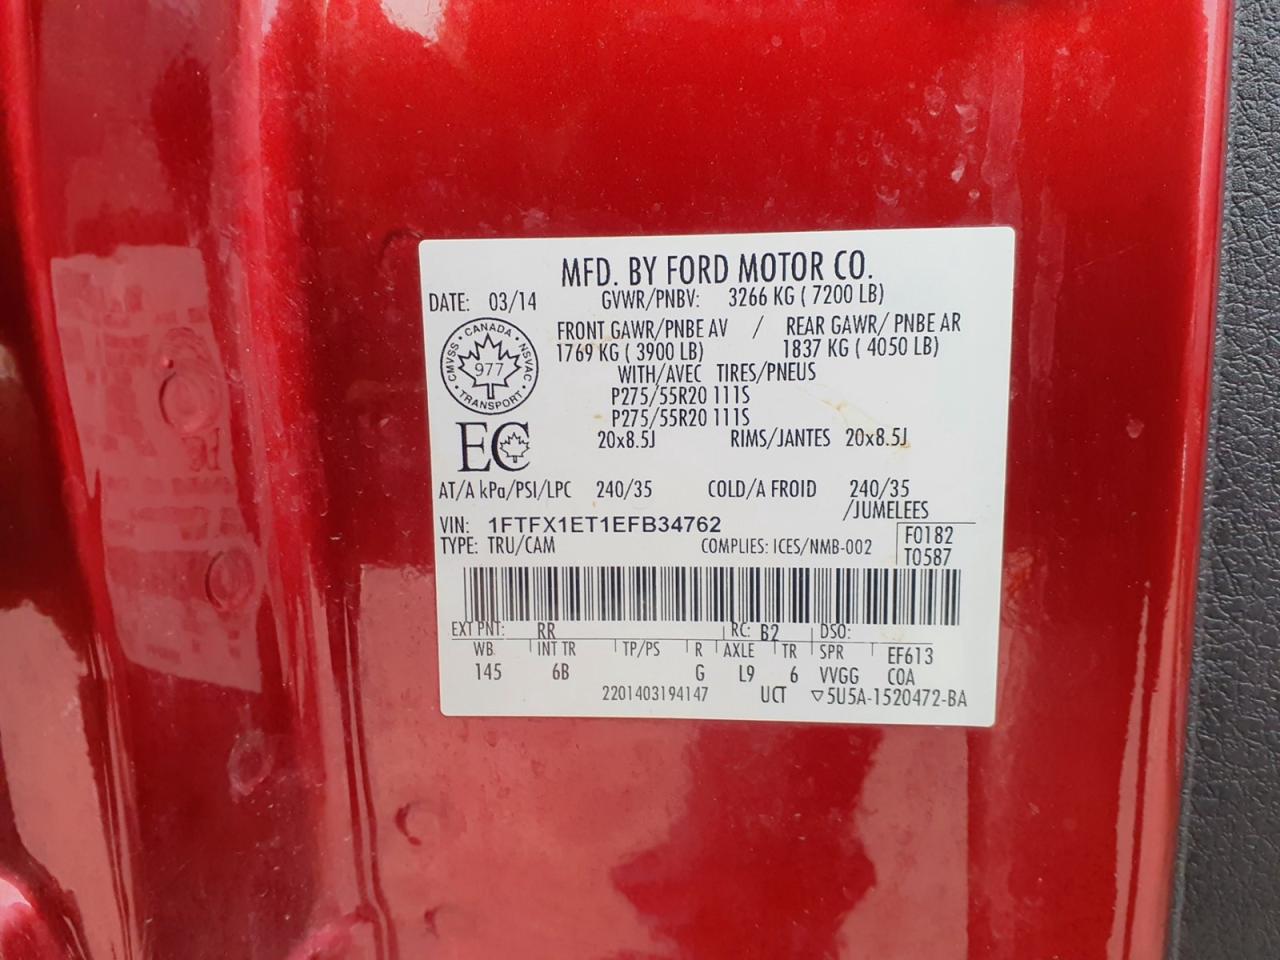 MFD. BY FORD MOTOR CO.
DATE: 03/14 GVWR/PNBV: 3266 KG ( 7200 LB)
FRONT GAWR/PNBE AV / REAR GAWR/ PNBE AR
1769 KG ( 3900 LB) 1837 KG ( 4050 LB)
WITH/AVEC TIRES/PNEUS
P275/55R20 111S
P275/55R20 111S
20x8.5J RIMS/JANTES 20x8.5J
CANADA
CMVSS NSVAC
977
TRANSPORT
EC
AT/A kPa/PSI/LPC 240/35 COLD/A FROID 240/35
/JUMELEES
VIN: 1FTFX1ET1EFB34762
TYPE: TRU/CAM COMPLIES: ICES/NMB-002
F0182
T0587
EXT PNT: RR RC: B2 DSO:
WB INT TR TP/PS R AXLE TR SPR EF613
145 6B G L9 6 VVGG COA
2201403194147 UCT ▽5U5A-1520472-BA